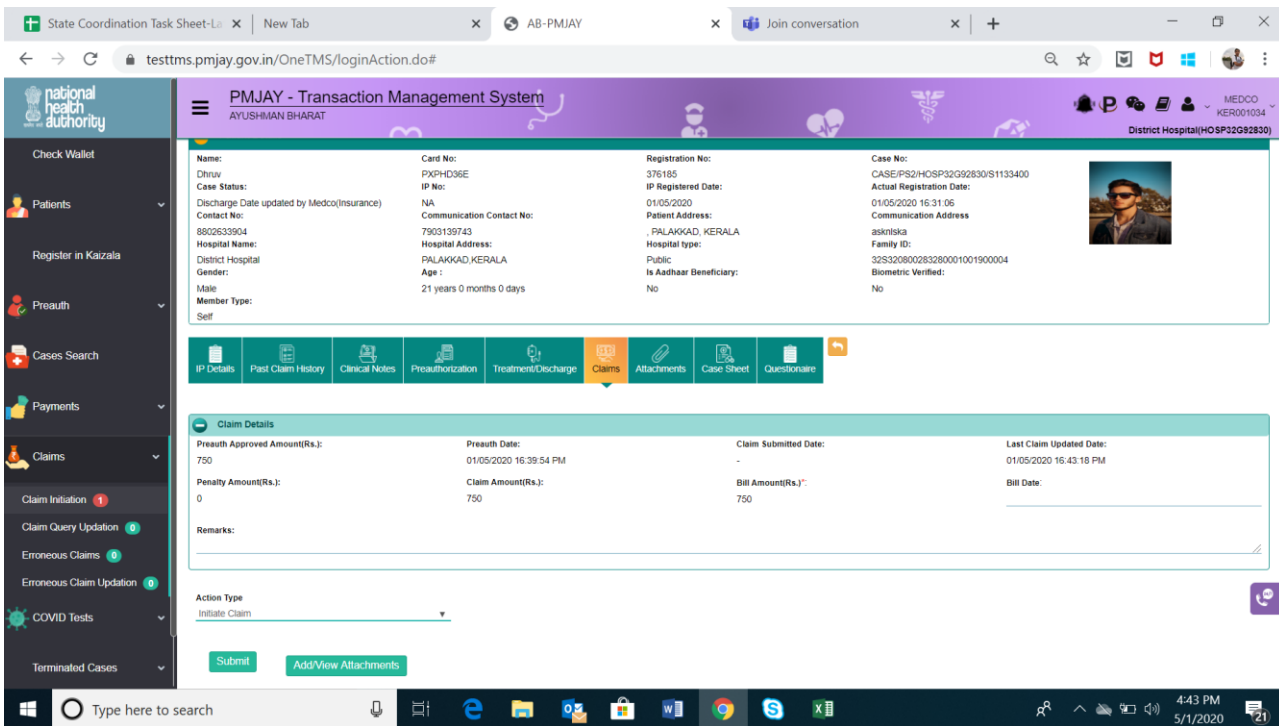 State Coordination Task Sheet-La
New Tab
AB-PMJAY
Join conversation
testtms.pmjay.gov.in/OneTMS/loginAction.do#
national
health
authority
PMJAY - Transaction Management System
AYUSHMAN BHARAT
MEDCO
KER001034
District Hospital(HOSP32G92830)
Check Wallet
Patients
Register in Kaizala
Preauth
Cases Search
Payments
Claims
Claim Initiation 1
Claim Query Updation 0
Erroneous Claims 0
Erroneous Claim Updation 0
COVID Tests
Terminated Cases
Name: Card No: Registration No: Case No:
Dhruv PXPHD36E 376185 CASE/PS2/HOSP32G92830/S1133400
Case Status: IP No: IP Registered Date: Actual Registration Date:
Discharge Date updated by Medco(Insurance) NA 01/05/2020 01/05/2020 16:31:06
Contact No: Communication Contact No: Patient Address: Communication Address
8802633904 7903139743 , PALAKKAD, KERALA asknlska
Hospital Name: Hospital Address: Hospital type: Family ID:
District Hospital PALAKKAD,KERALA Public 32S320800283280001001900004
Gender: Age : Is Aadhaar Beneficiary: Biometric Verified:
Male 21 years 0 months 0 days No No
Member Type:
Self
IP Details Past Claim History Clinical Notes Preauthorization Treatment/Discharge Claims Attachments Case Sheet Questionaire
Claim Details
Preauth Approved Amount(Rs.): Preauth Date: Claim Submitted Date: Last Claim Updated Date:
750 01/05/2020 16:39:54 PM - 01/05/2020 16:43:18 PM
Penalty Amount(Rs.): Claim Amount(Rs.): Bill Amount(Rs.)*: Bill Date:
0 750 750
Remarks:
Action Type
Initiate Claim
Submit Add/View Attachments
Type here to search
4:43 PM
5/1/2020
21